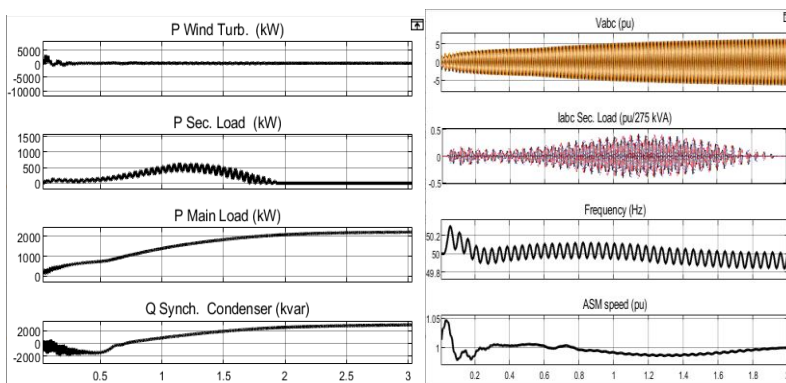 P Wind Turb. (kW)
5000
0
-5000
-10000
P Sec. Load (kW)
1500
1000
500
0
P Main Load (kW)
2000
1000
0
Q Synch. Condenser (kvar)
2000
0
-2000
0.5 1 1.5 2 2.5 3
Vabc (pu)
5
0
-5
Iabc Sec. Load (pu/275 kVA)
0.5
0
-0.5
Frequency (Hz)
50.2
50
49.8
ASM speed (pu)
1.05
1
0.2 0.4 0.6 0.8 1 1.2 1.4 1.6 1.8 2